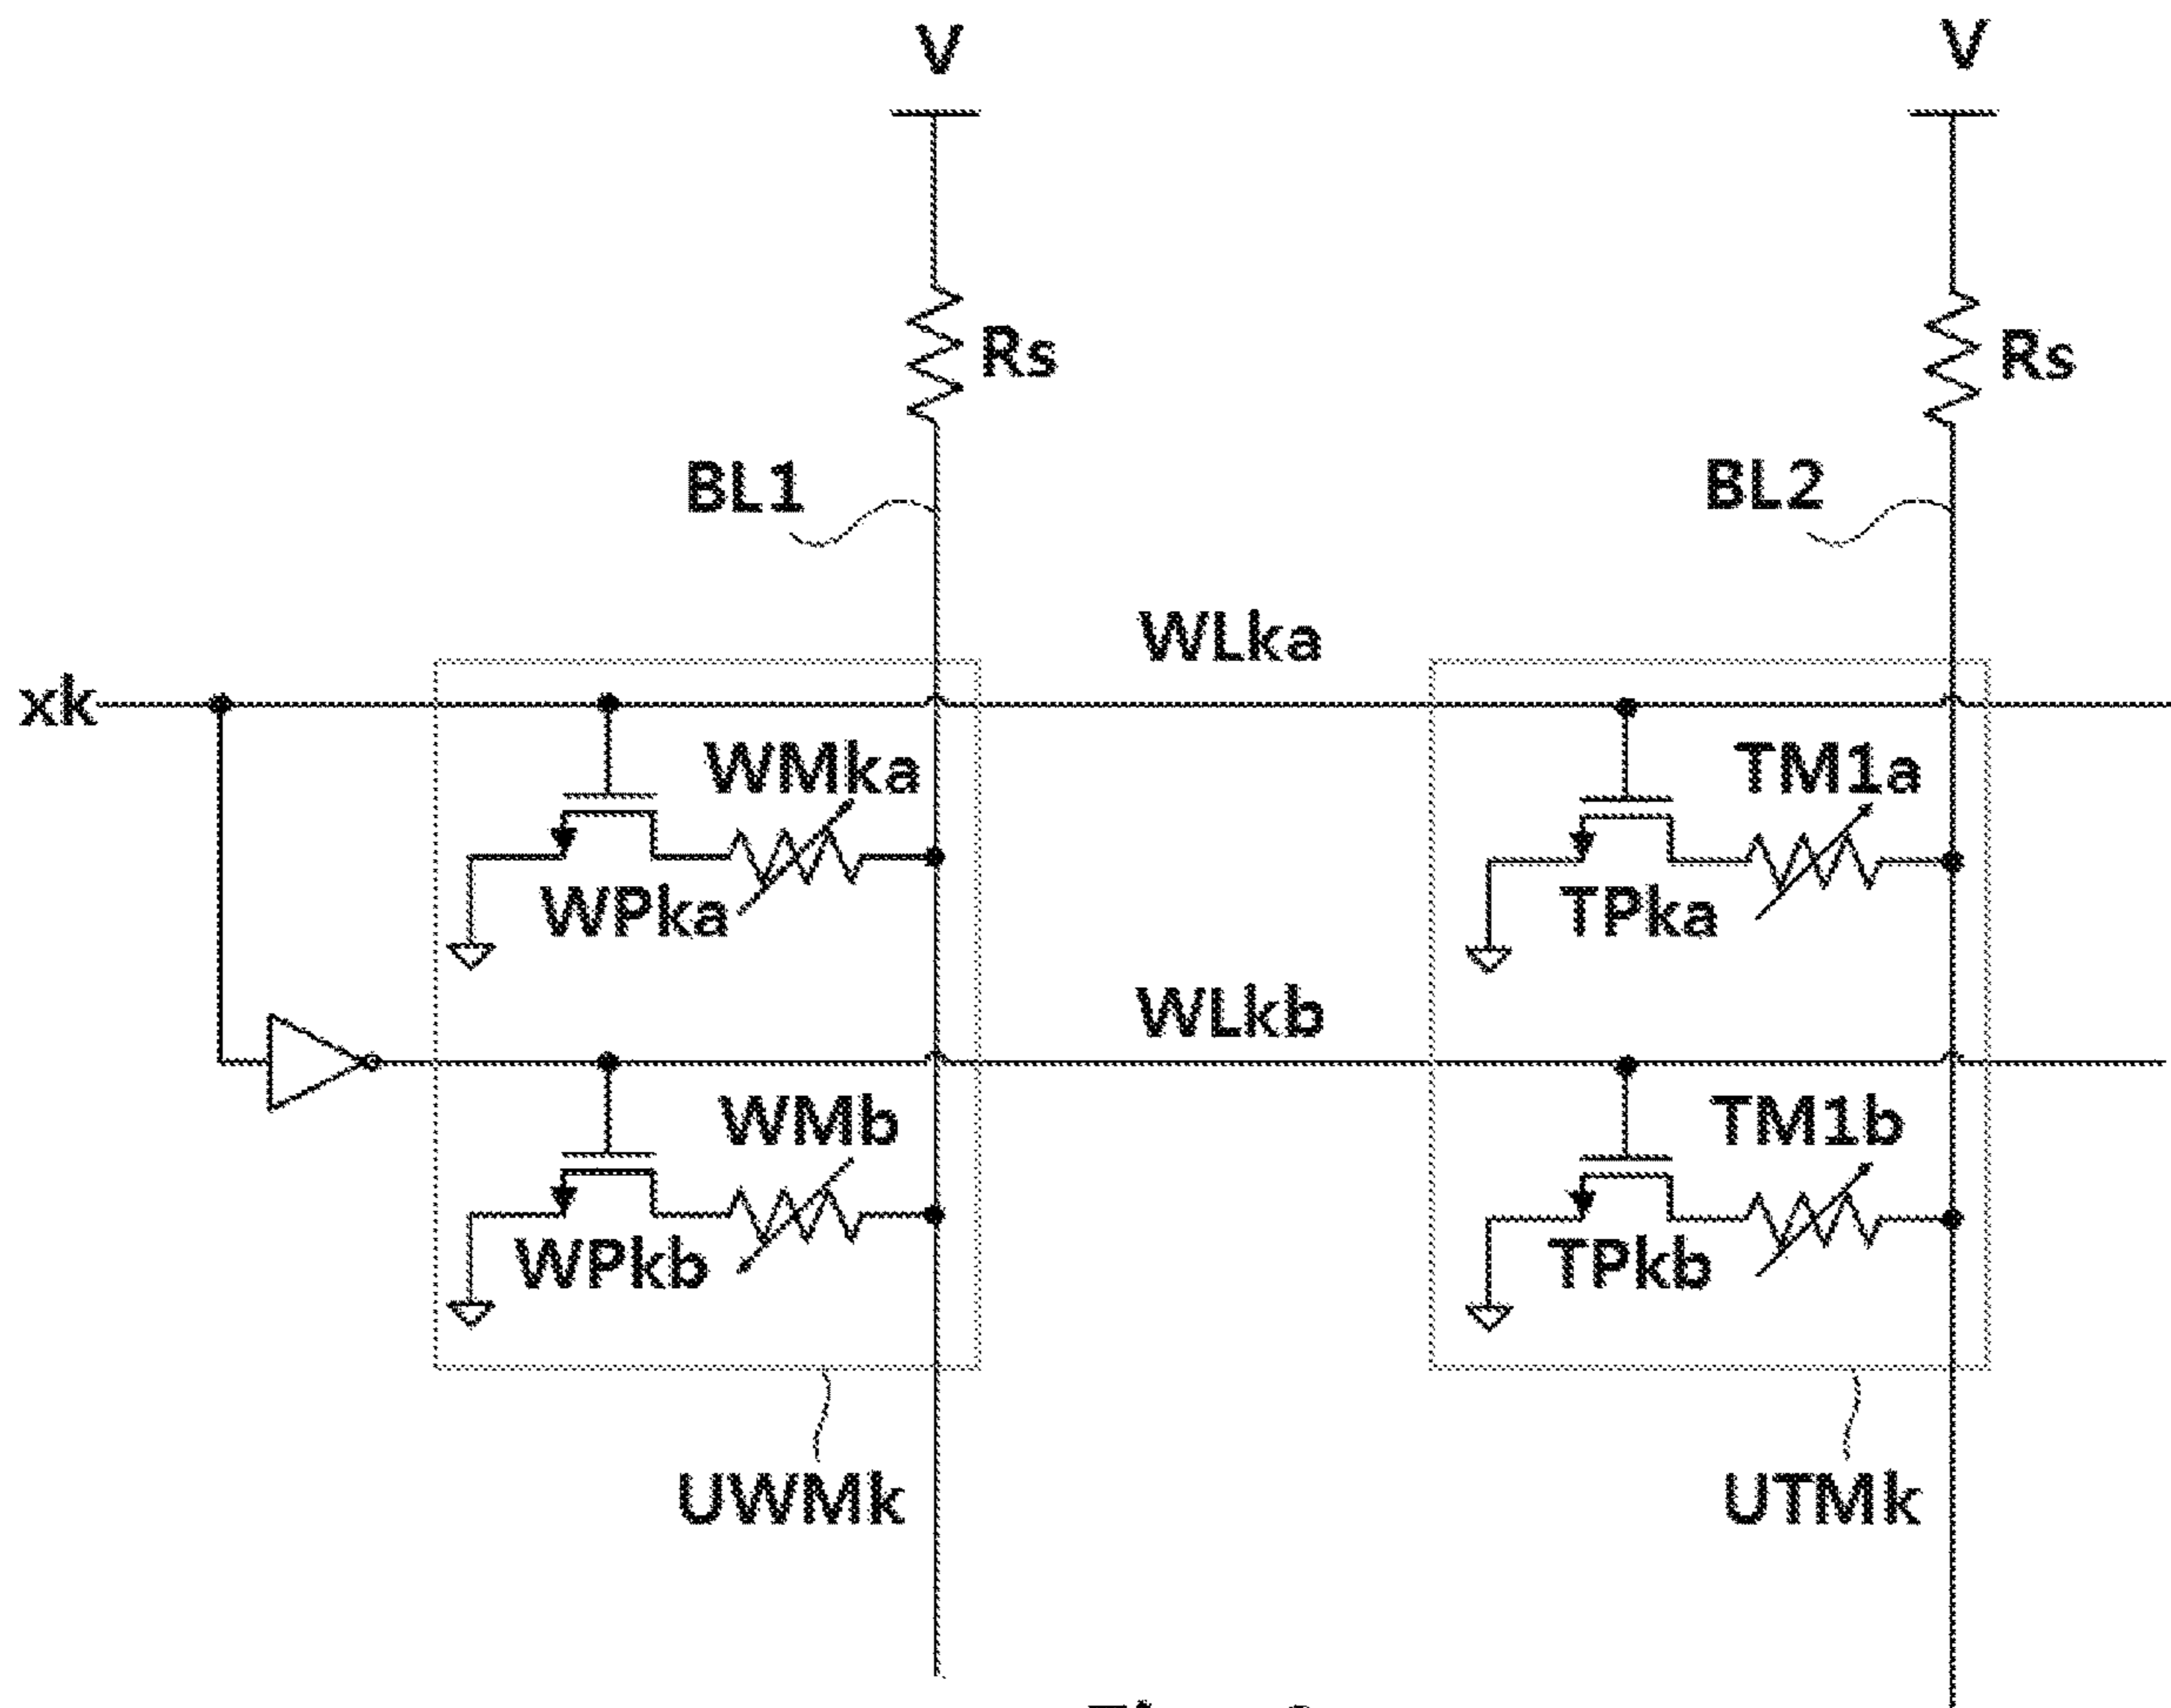 V
V
Rs
Rs
BL1
BL2
WLka
xk
WMka
TM1a
WPka
TPka
WLkb
WMb
TM1b
WPkb
TPkb
UWMk
UTMk